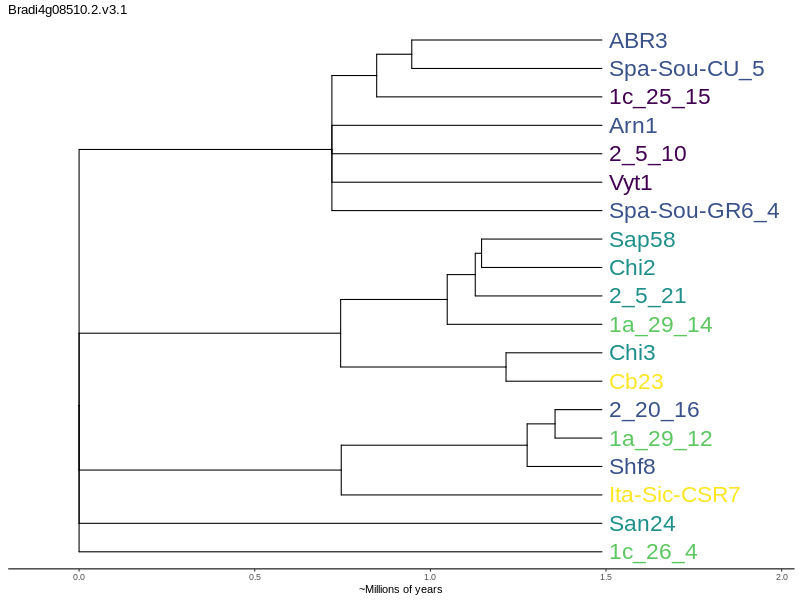 Bradi4g08510.2.v3.1
ABR3
Spa-Sou-CU_5
1c_25_15
Arn1
2_5_10
Vyt1
Spa-Sou-GR6_4
Sap58
Chi2
2_5_21
1a_29_14
Chi3
Cb23
2_20_16
1a_29_12
Shf8
Ita-Sic-CSR7
San24
1c_26_4
0.0 0.5 1.0 1.5 2.0
~Millions of years